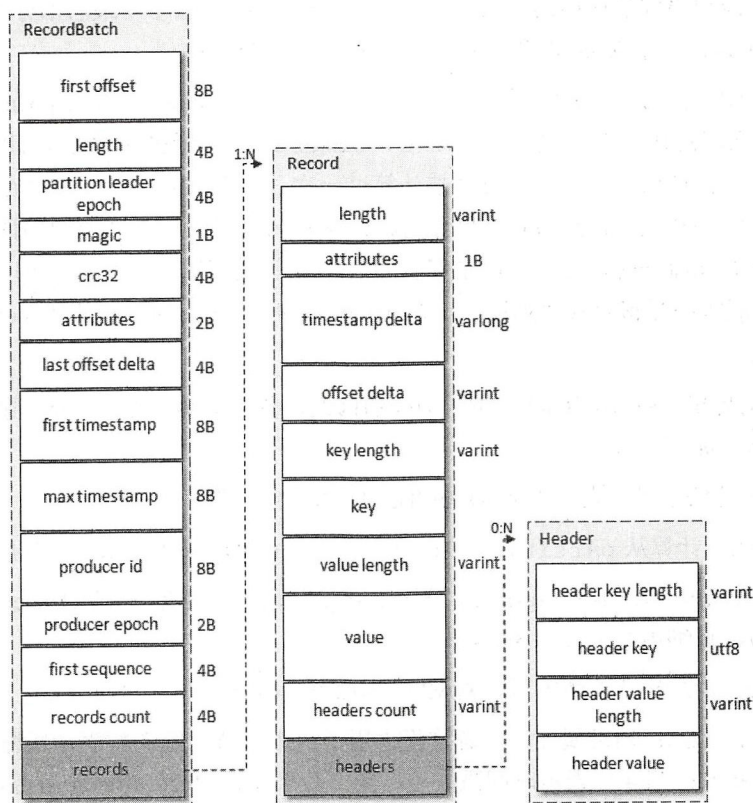 RecordBatch
first offset
8B
length
4B
partition leader
epoch
4B
magic
1B
crc32
4B
attributes
2B
last offset delta
4B
first timestamp
8B
max timestamp
8B
producer id
8B
producer epoch
2B
first sequence
4B
records count
4B
records
1:N
Record
length
varint
attributes
1B
timestamp delta
varlong
offset delta
varint
key length
varint
key
value length
varint
value
headers count
varint
headers
0:N
Header
header key length
varint
header key
utf8
header value
length
varint
header value